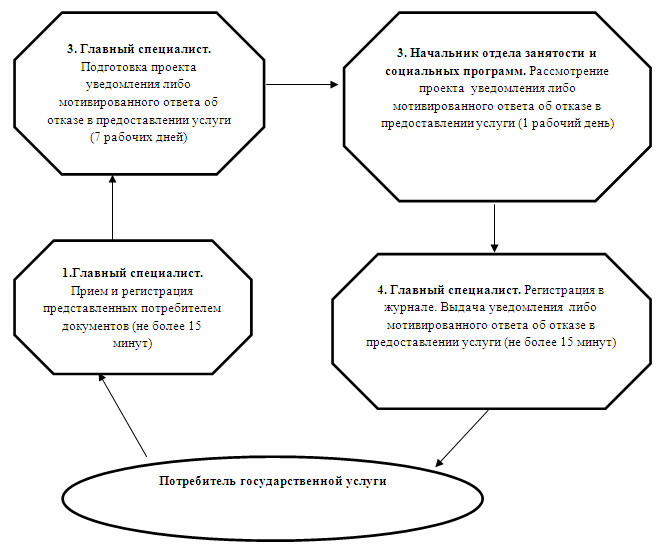 3. Главный специалист.
Подготовка проекта
уведомления либо
мотивированного ответа об
отказе в предоставлении услуги
(7 рабочих дней)
3. Начальник отдела занятости и
социальных программ. Рассмотрение
проекта уведомления либо
мотивированного ответа об отказе в
предоставлении услуги (1 рабочий день)
1.Главный специалист.
Прием и регистрация
представленных потребителем
документов (не более 15
минут)
4. Главный специалист. Регистрация в
журнале. Выдача уведомления либо
мотивированного ответа об отказе в
предоставлении услуги (не более 15 минут)
Потребитель государственной услуги